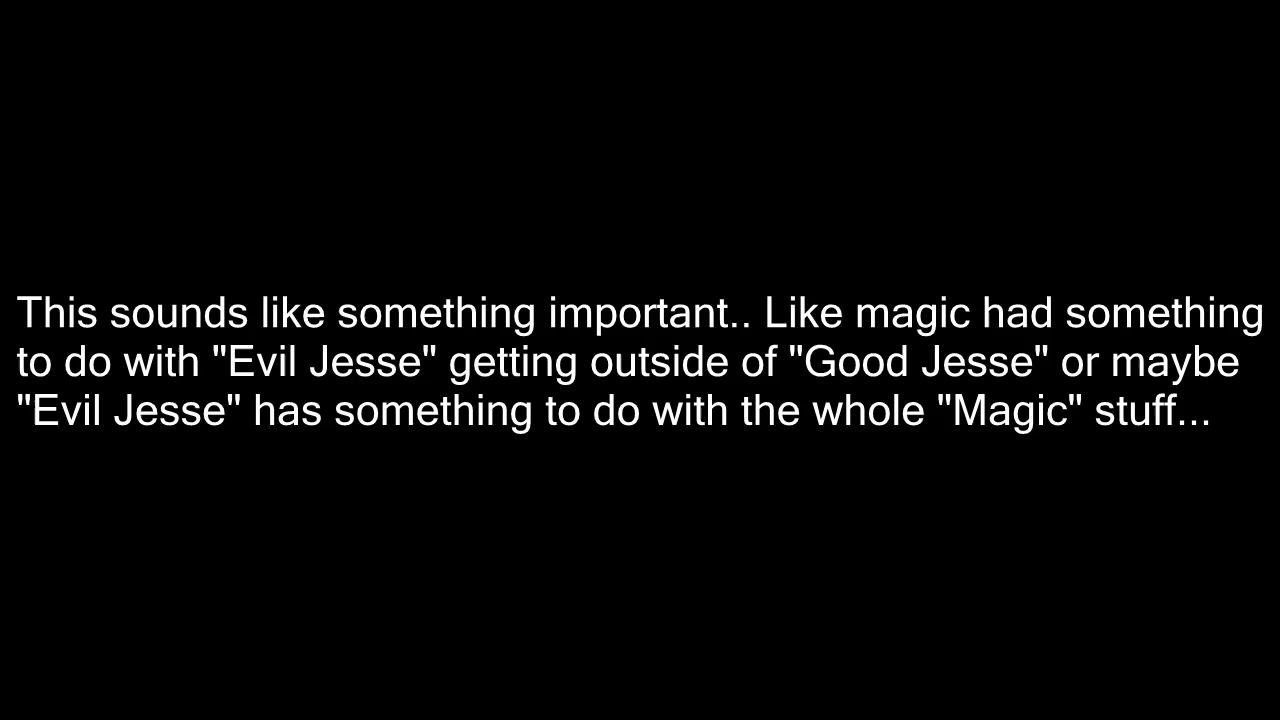 This sounds like something important.. Like magic had something
to do with "Evil Jesse" getting outside of "Good Jesse" or maybe
"Evil Jesse" has something to do with the whole "Magic" stuff...